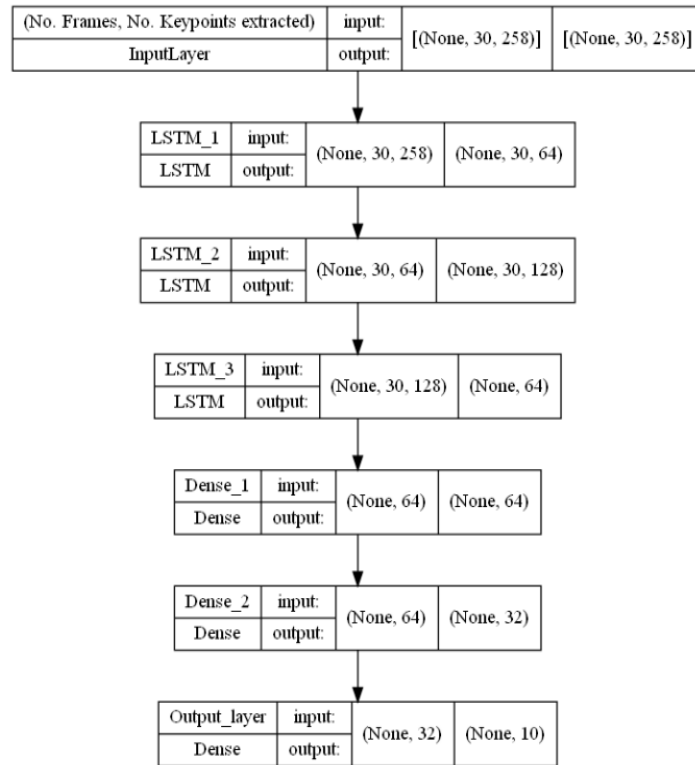 (No. Frames, No. Keypoints extracted) input: [(None, 30, 258)] [(None, 30, 258)]
InputLayer output:
LSTM_1 input: (None, 30, 258) (None, 30, 64)
LSTM output:
LSTM_2 input: (None, 30, 64) (None, 30, 128)
LSTM output:
LSTM_3 input: (None, 30, 128) (None, 64)
LSTM output:
Dense_1 input: (None, 64) (None, 64)
Dense output:
Dense_2 input: (None, 64) (None, 32)
Dense output:
Output_layer input: (None, 32) (None, 10)
Dense output: